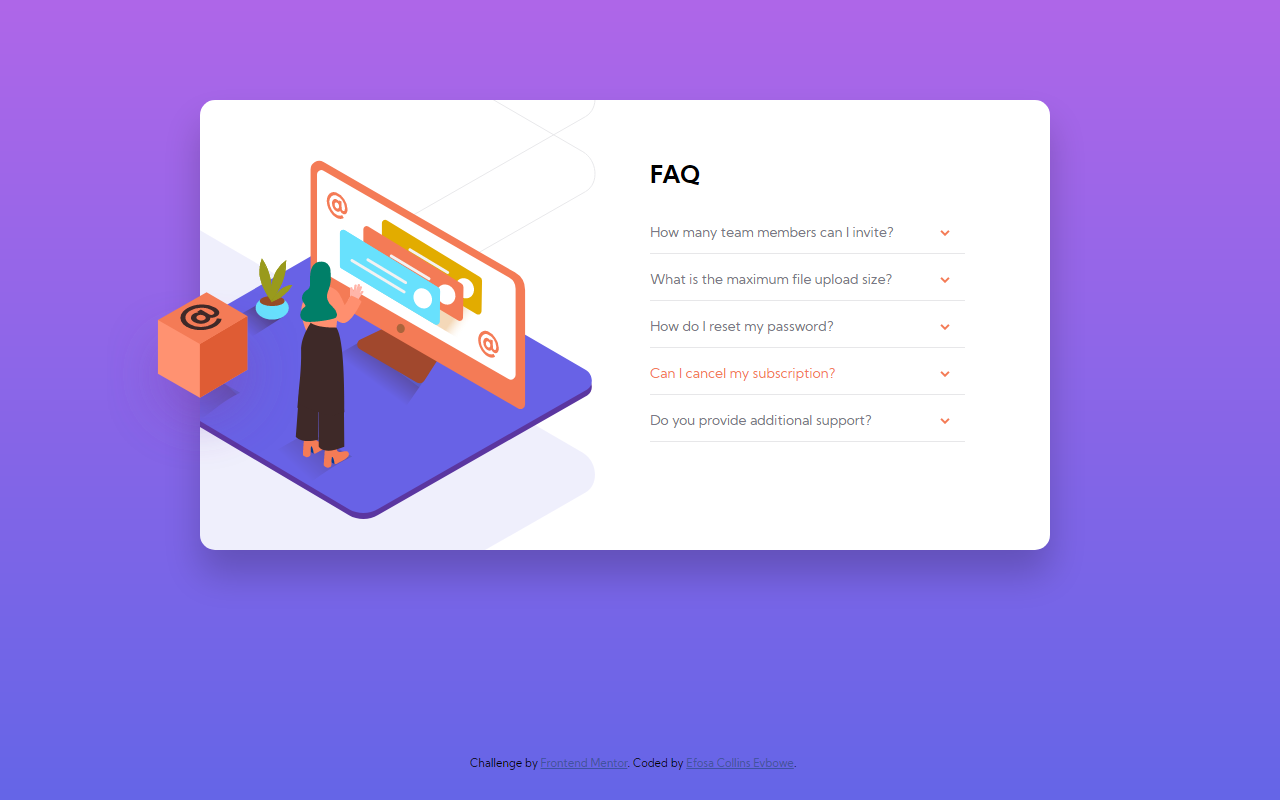 @
@
@
FAQ
How many team members can I invite?
What is the maximum file upload size?
How do I reset my password?
Can I cancel my subscription?
Do you provide additional support?
Challenge by Frontend Mentor. Coded by Efosa Collins Evbowe.